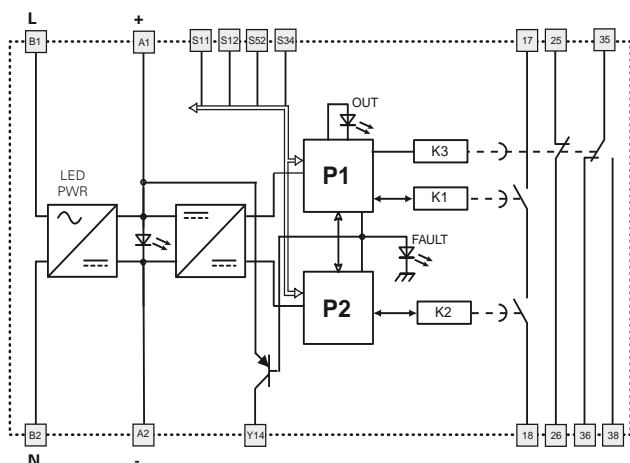 L +
B1 A1 S11 S12 S52 S34 17 25 35
OUT
K3
P1
LED
PWR
K1
FAULT
P2
K2
B2 A2 Y14 18 26 36 38
N -